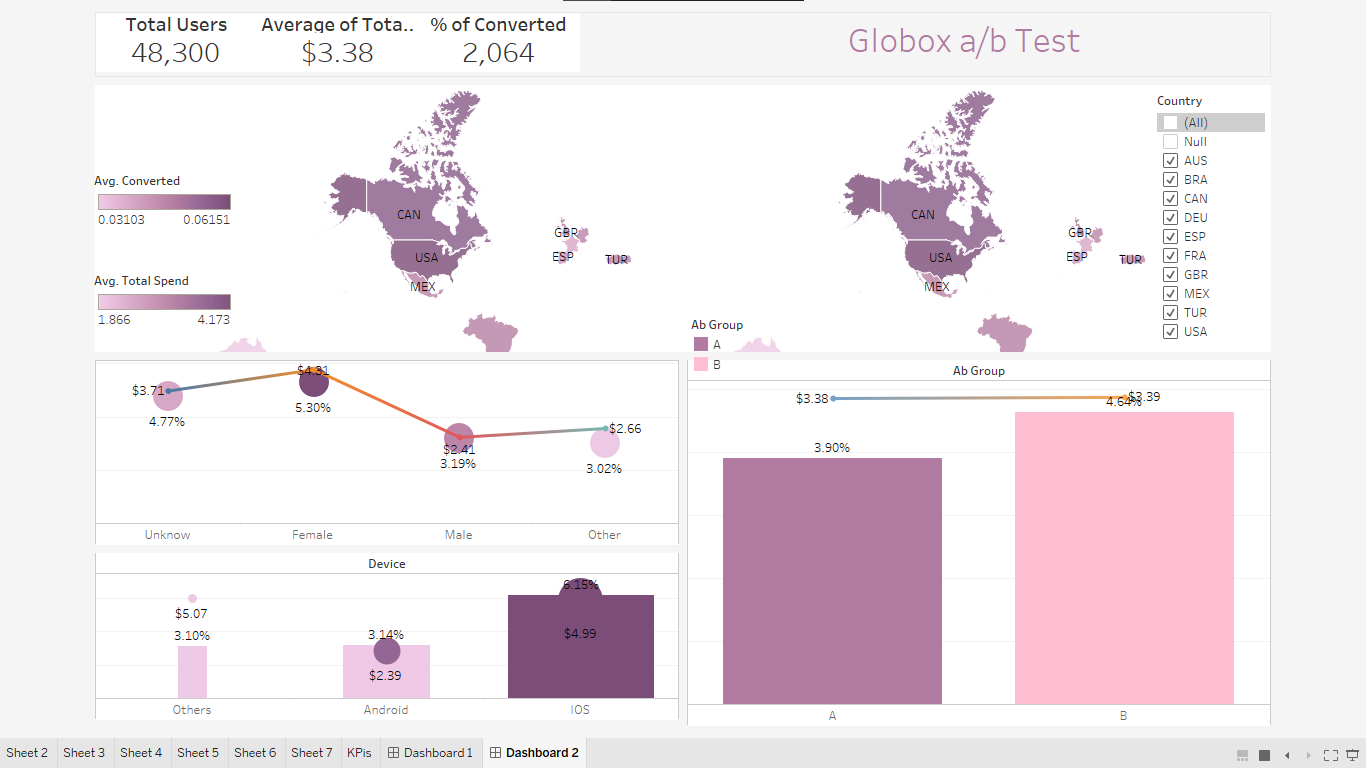 Total Users
48,300
Average of Tota..
$3.38
% of Converted
2,064
Globox a/b Test
Avg. Converted
0.03103 0.06151
Avg. Total Spend
1.866 4.173
CAN
USA
MEX
GBR
ESP
TUR
CAN
USA
MEX
GBR
ESP
TUR
Country
(All)
Null
AUS
BRA
CAN
DEU
ESP
FRA
GBR
MEX
TUR
USA
Ab Group
A
B
$3.71
4.77%
$4.31
5.30%
$2.41
3.19%
$2.66
3.02%
Unknow Female Male Other
Device
$5.07
3.10%
3.14%
$2.39
6.15%
$4.99
Others Android IOS
Ab Group
$3.38
3.90%
$3.39
4.64%
A B
Sheet 2 Sheet 3 Sheet 4 Sheet 5 Sheet 6 Sheet 7 KPis Dashboard 1 Dashboard 2